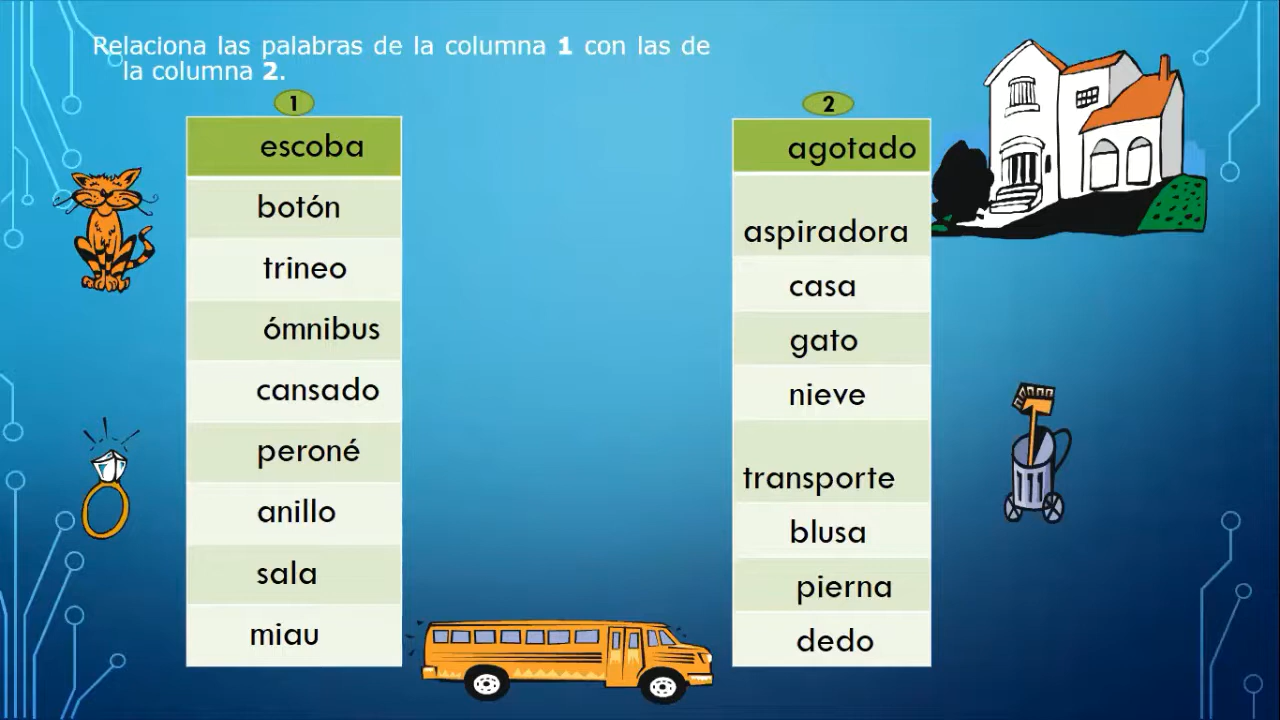 Relaciona las palabras de la columna 1 con las de
la columna 2.
1
escoba
botón
trineo
ómnibus
cansado
peroné
anillo
sala
miau
2
agotado
aspiradora
casa
gato
nieve
transporte
blusa
pierna
dedo